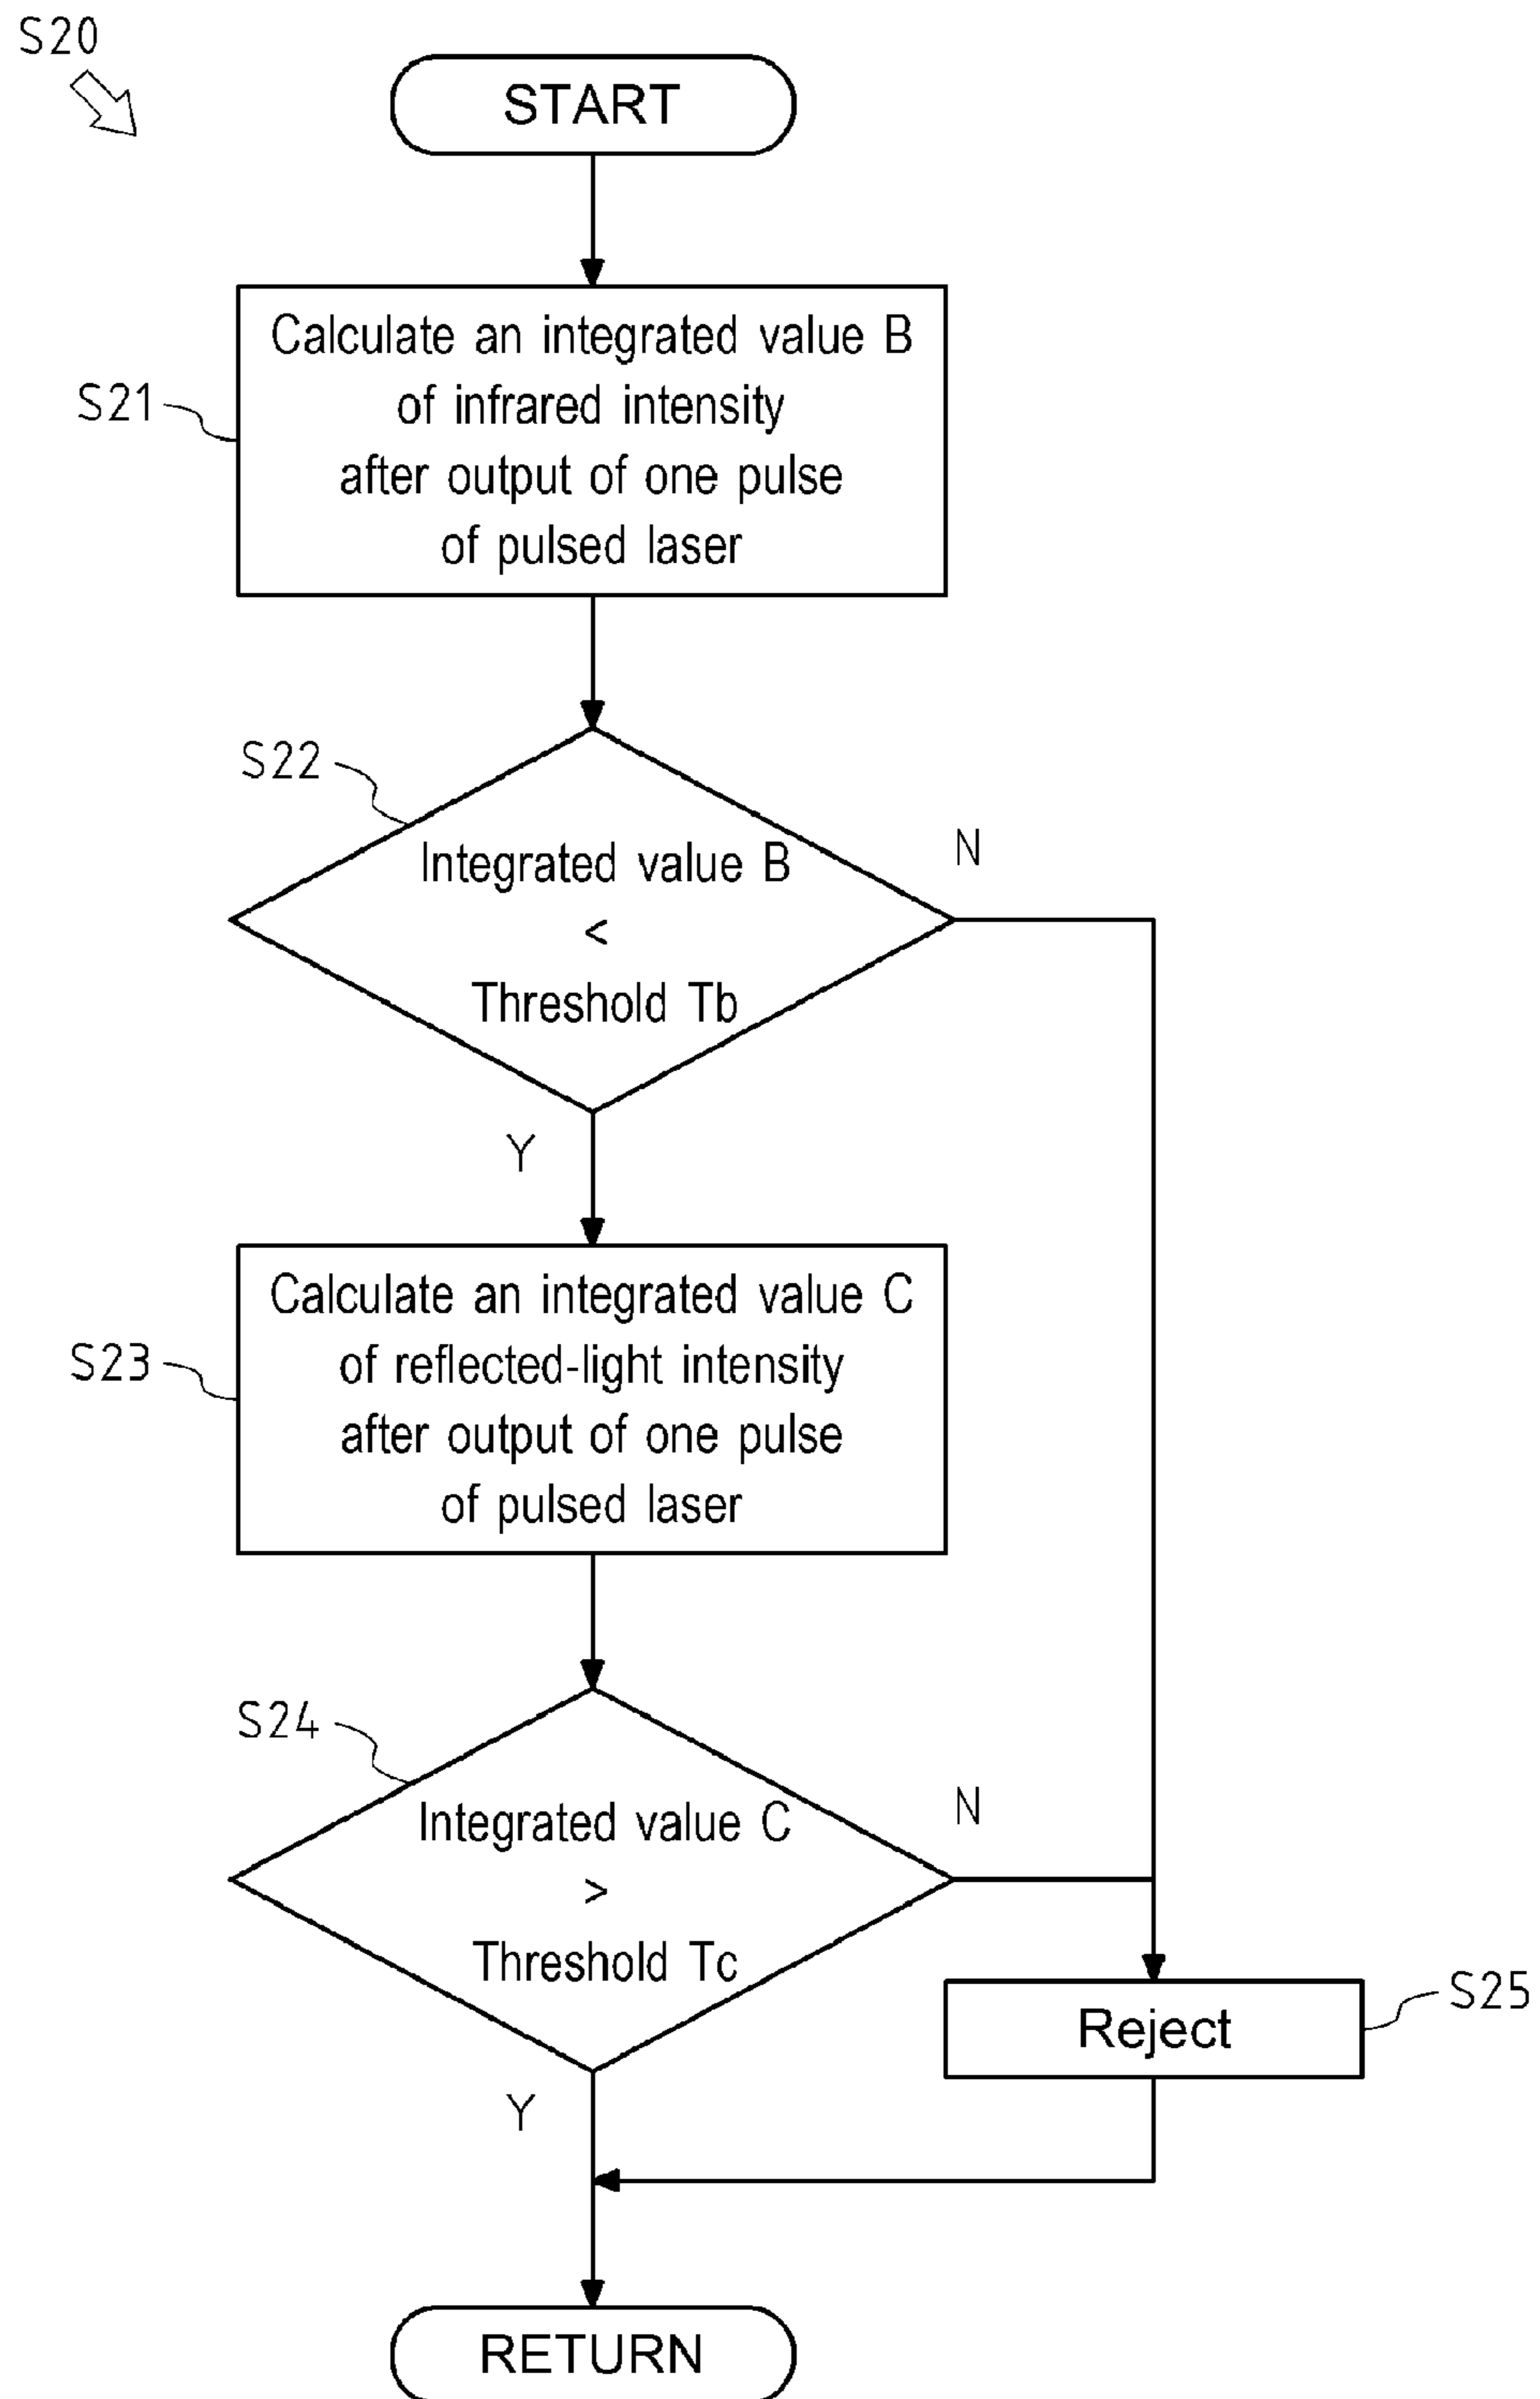 S20
START
S21
Calculate an integrated value B
of infrared intensity
after output of one pulse
of pulsed laser
S22
Integrated value B
<
Threshold Tb
N
Y
S23
Calculate an integrated value C
of reflected-light intensity
after output of one pulse
of pulsed laser
S24
Integrated value C
>
Threshold Tc
N
Reject
S25
Y
RETURN